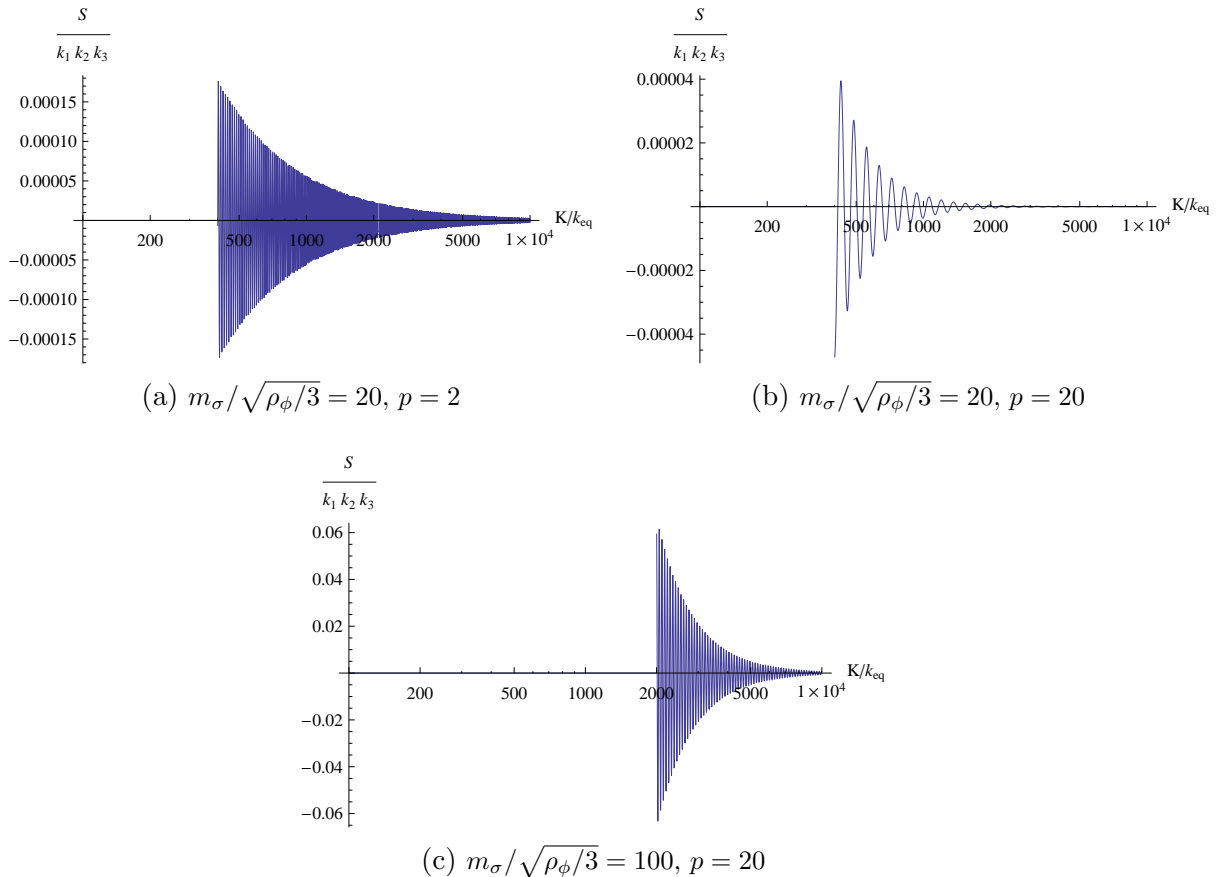 S
k1 k2 k3
0.00015
0.00010
0.00005
−0.00005
−0.00010
−0.00015
200 500 1000 2000 5000 1 × 10^4
K/k_eq
(a) m_σ/√(ρ_ϕ/3) = 20, p = 2
S
k1 k2 k3
0.00004
0.00002
−0.00002
−0.00004
200 500 1000 2000 5000 1 × 10^4
K/k_eq
(b) m_σ/√(ρ_ϕ/3) = 20, p = 20
S
k1 k2 k3
0.06
0.04
0.02
−0.02
−0.04
−0.06
200 500 1000 2000 5000 1 × 10^4
K/k_eq
(c) m_σ/√(ρ_ϕ/3) = 100, p = 20